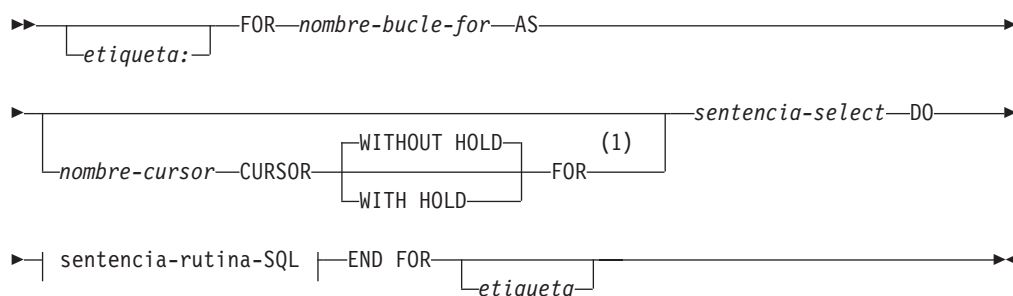 FOR nombre-bucle-for AS
etiqueta:
sentencia-select DO
WITHOUT HOLD (1)
nombre-cursor CURSOR FOR
WITH HOLD
sentencia-rutina-SQL END FOR
etiqueta